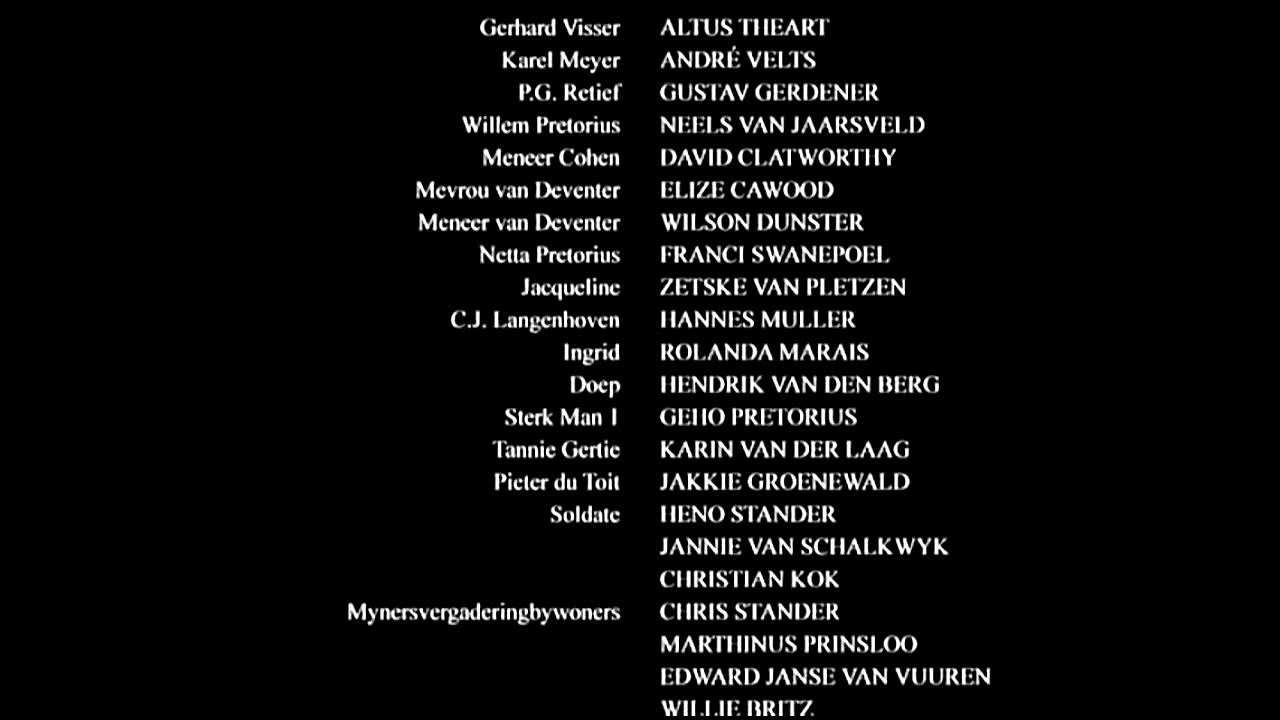 Gerhard Visser ALTUS THEART
Karel Meyer ANDRÉ VELTS
P.G. Retief GUSTAV GERDENER
Willem Pretorius NEELS VAN JAARSVELD
Meneer Cohen DAVID CLATWORTHY
Mevrou van Deventer ELIZE CAWOOD
Meneer van Deventer WILSON DUNSTER
Netta Pretorius FRANCI SWANEPOEL
Jacqueline ZETSKE VAN PLETZEN
C.J. Langenhoven HANNES MULLER
Ingrid ROLANDA MARAIS
Doep HENDRIK VAN DEN BERG
Sterk Man 1 GEHO PRETORIUS
Tannie Gertie KARIN VAN DER LAAG
Pieter du Toit JAKKIE GROENEWALD
Soldate HENO STANDER
JANNIE VAN SCHALKWYK
CHRISTIAN KOK
Mynersvergaderingbywoners CHRIS STANDER
MARTHINUS PRINSLOO
EDWARD JANSE VAN VUUREN
WILLIE BRITZ